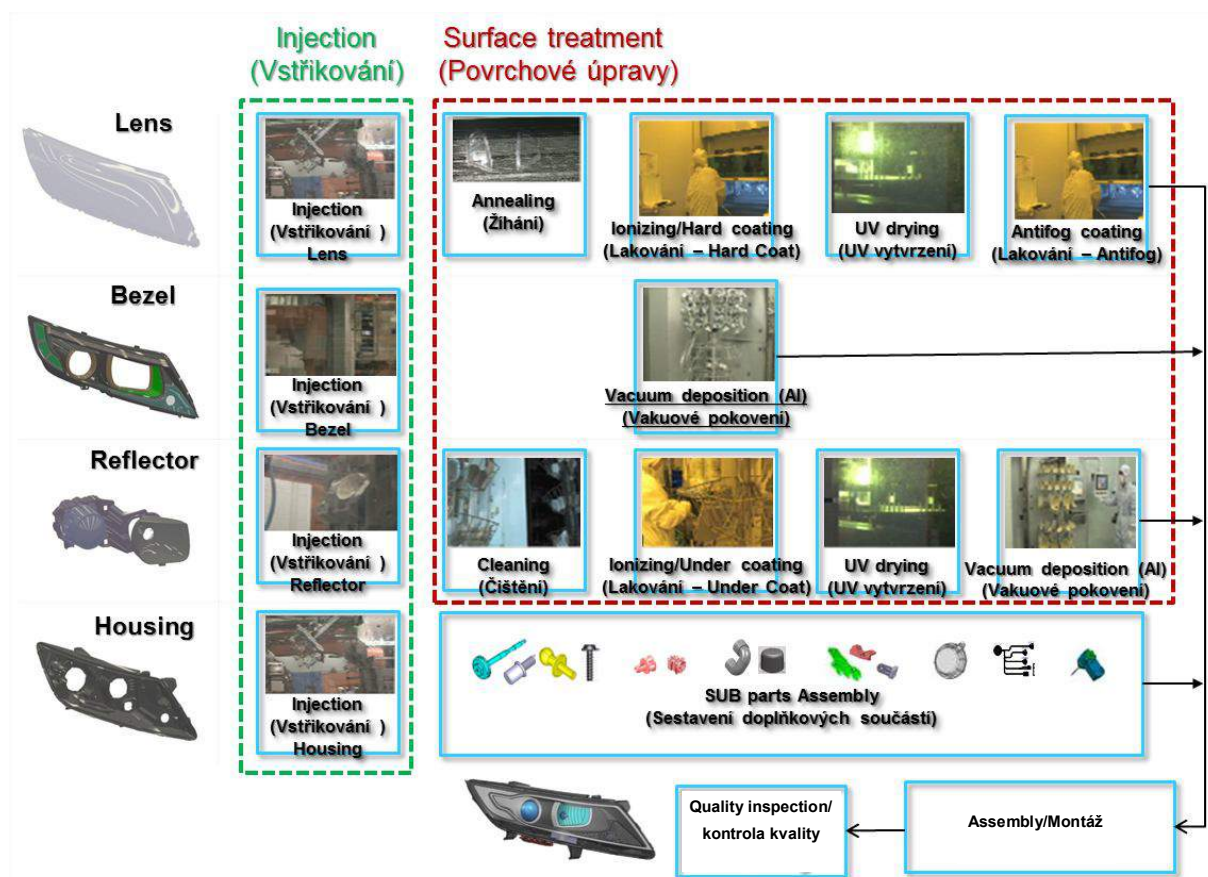 Injection
(Vstřikování)
Surface treatment
(Povrchové úpravy)
Lens
Injection
(Vstřikování )
Lens
Annealing
(Žíhání)
Ionizing/Hard coating
(Lakování – Hard Coat)
UV drying
(UV vytvrzení)
Antifog coating
(Lakování – Antifog)
Bezel
Injection
(Vstřikování )
Bezel
Vacuum deposition (Al)
(Vakuové pokovení)
Reflector
Injection
(Vstřikování )
Reflector
Cleaning
(Čištění)
Ionizing/Under coating
(Lakování – Under Coat)
UV drying
(UV vytvrzení)
Vacuum deposition (Al)
(Vakuové pokovení)
Housing
Injection
(Vstřikování )
Housing
SUB parts Assembly
(Sestavení doplňkových součástí)
Quality inspection/
kontrola kvality
Assembly/Montáž